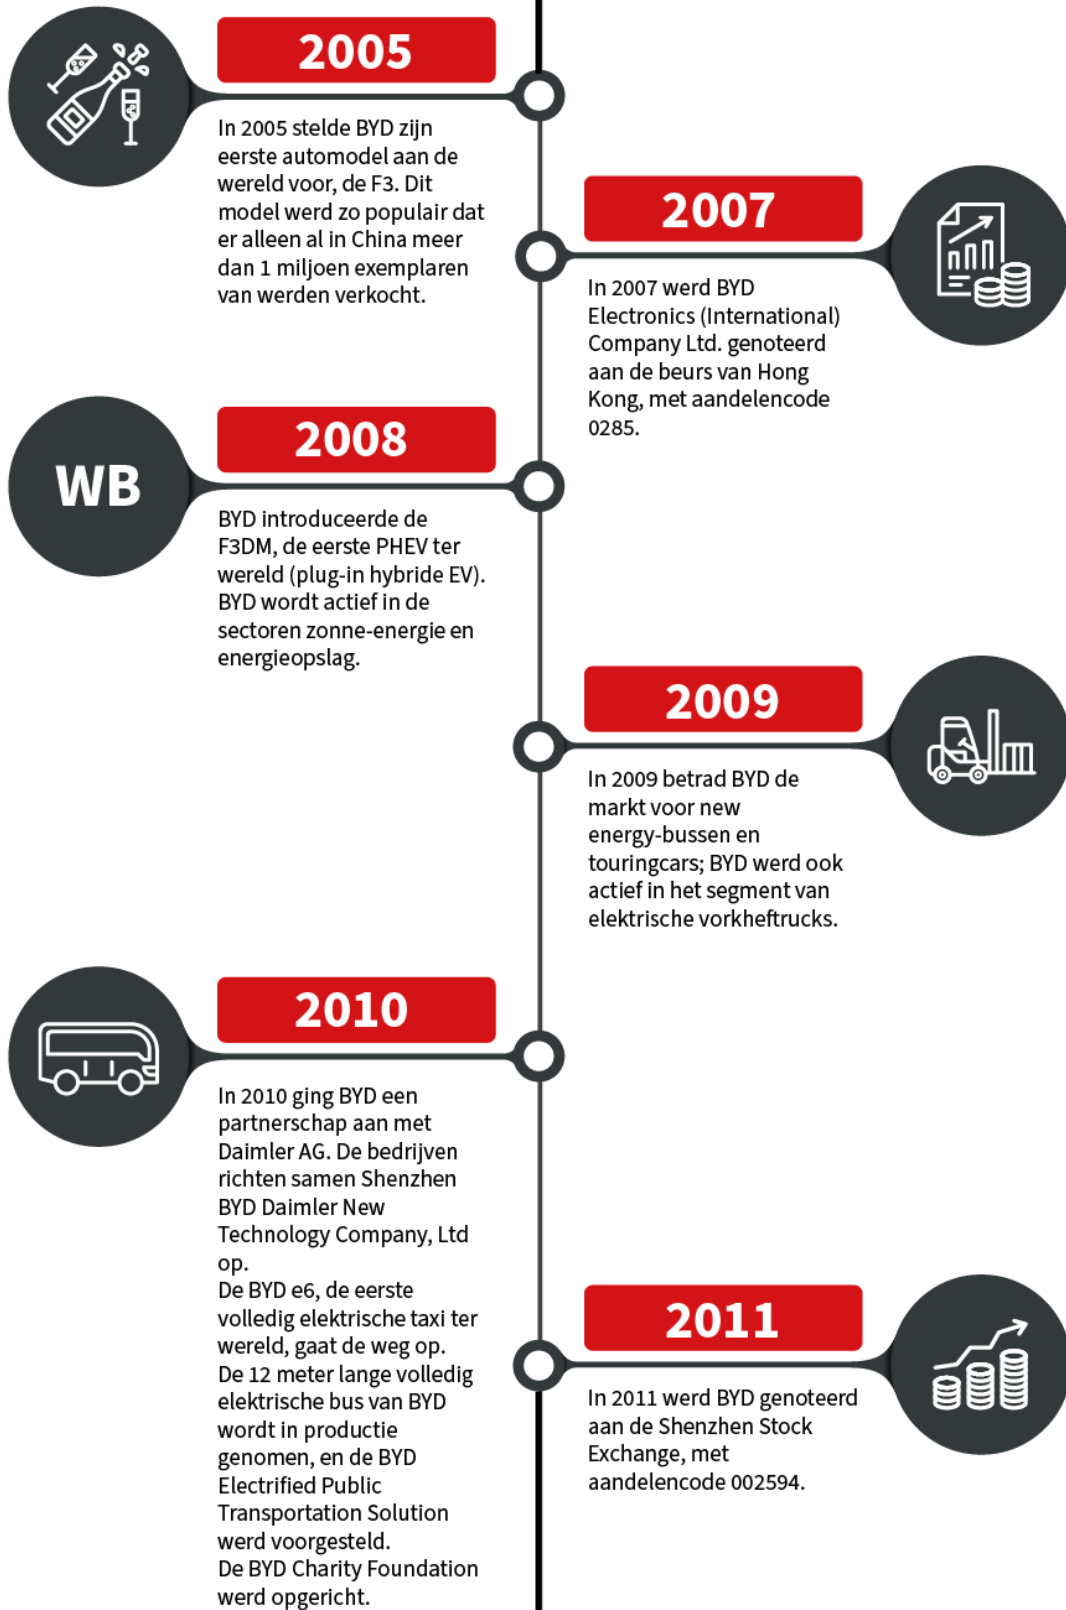 2005
In 2005 stelde BYD zijn
eerste automodel aan de
wereld voor, de F3. Dit
model werd zo populair dat
er alleen al in China meer
dan 1 miljoen exemplaren
van werden verkocht.
2007
In 2007 werd BYD
Electronics (International)
Company Ltd. genoteerd
aan de beurs van Hong
Kong, met aandelencode
0285.
WB
2008
BYD introduceerde de
F3DM, de eerste PHEV ter
wereld (plug-in hybride EV).
BYD wordt actief in de
sectoren zonne-energie en
energieopslag.
2009
In 2009 betrad BYD de
markt voor new
energy-bussen en
touringcars; BYD werd ook
actief in het segment van
elektrische vorkheftrucks.
2010
In 2010 ging BYD een
partnerschap aan met
Daimler AG. De bedrijven
richten samen Shenzhen
BYD Daimler New
Technology Company, Ltd
op.
De BYD e6, de eerste
volledig elektrische taxi ter
wereld, gaat de weg op.
De 12 meter lange volledig
elektrische bus van BYD
wordt in productie
genomen, en de BYD
Electrified Public
Transportation Solution
werd voorgesteld.
De BYD Charity Foundation
werd opgericht.
2011
In 2011 werd BYD genoteerd
aan de Shenzhen Stock
Exchange, met
aandelencode 002594.